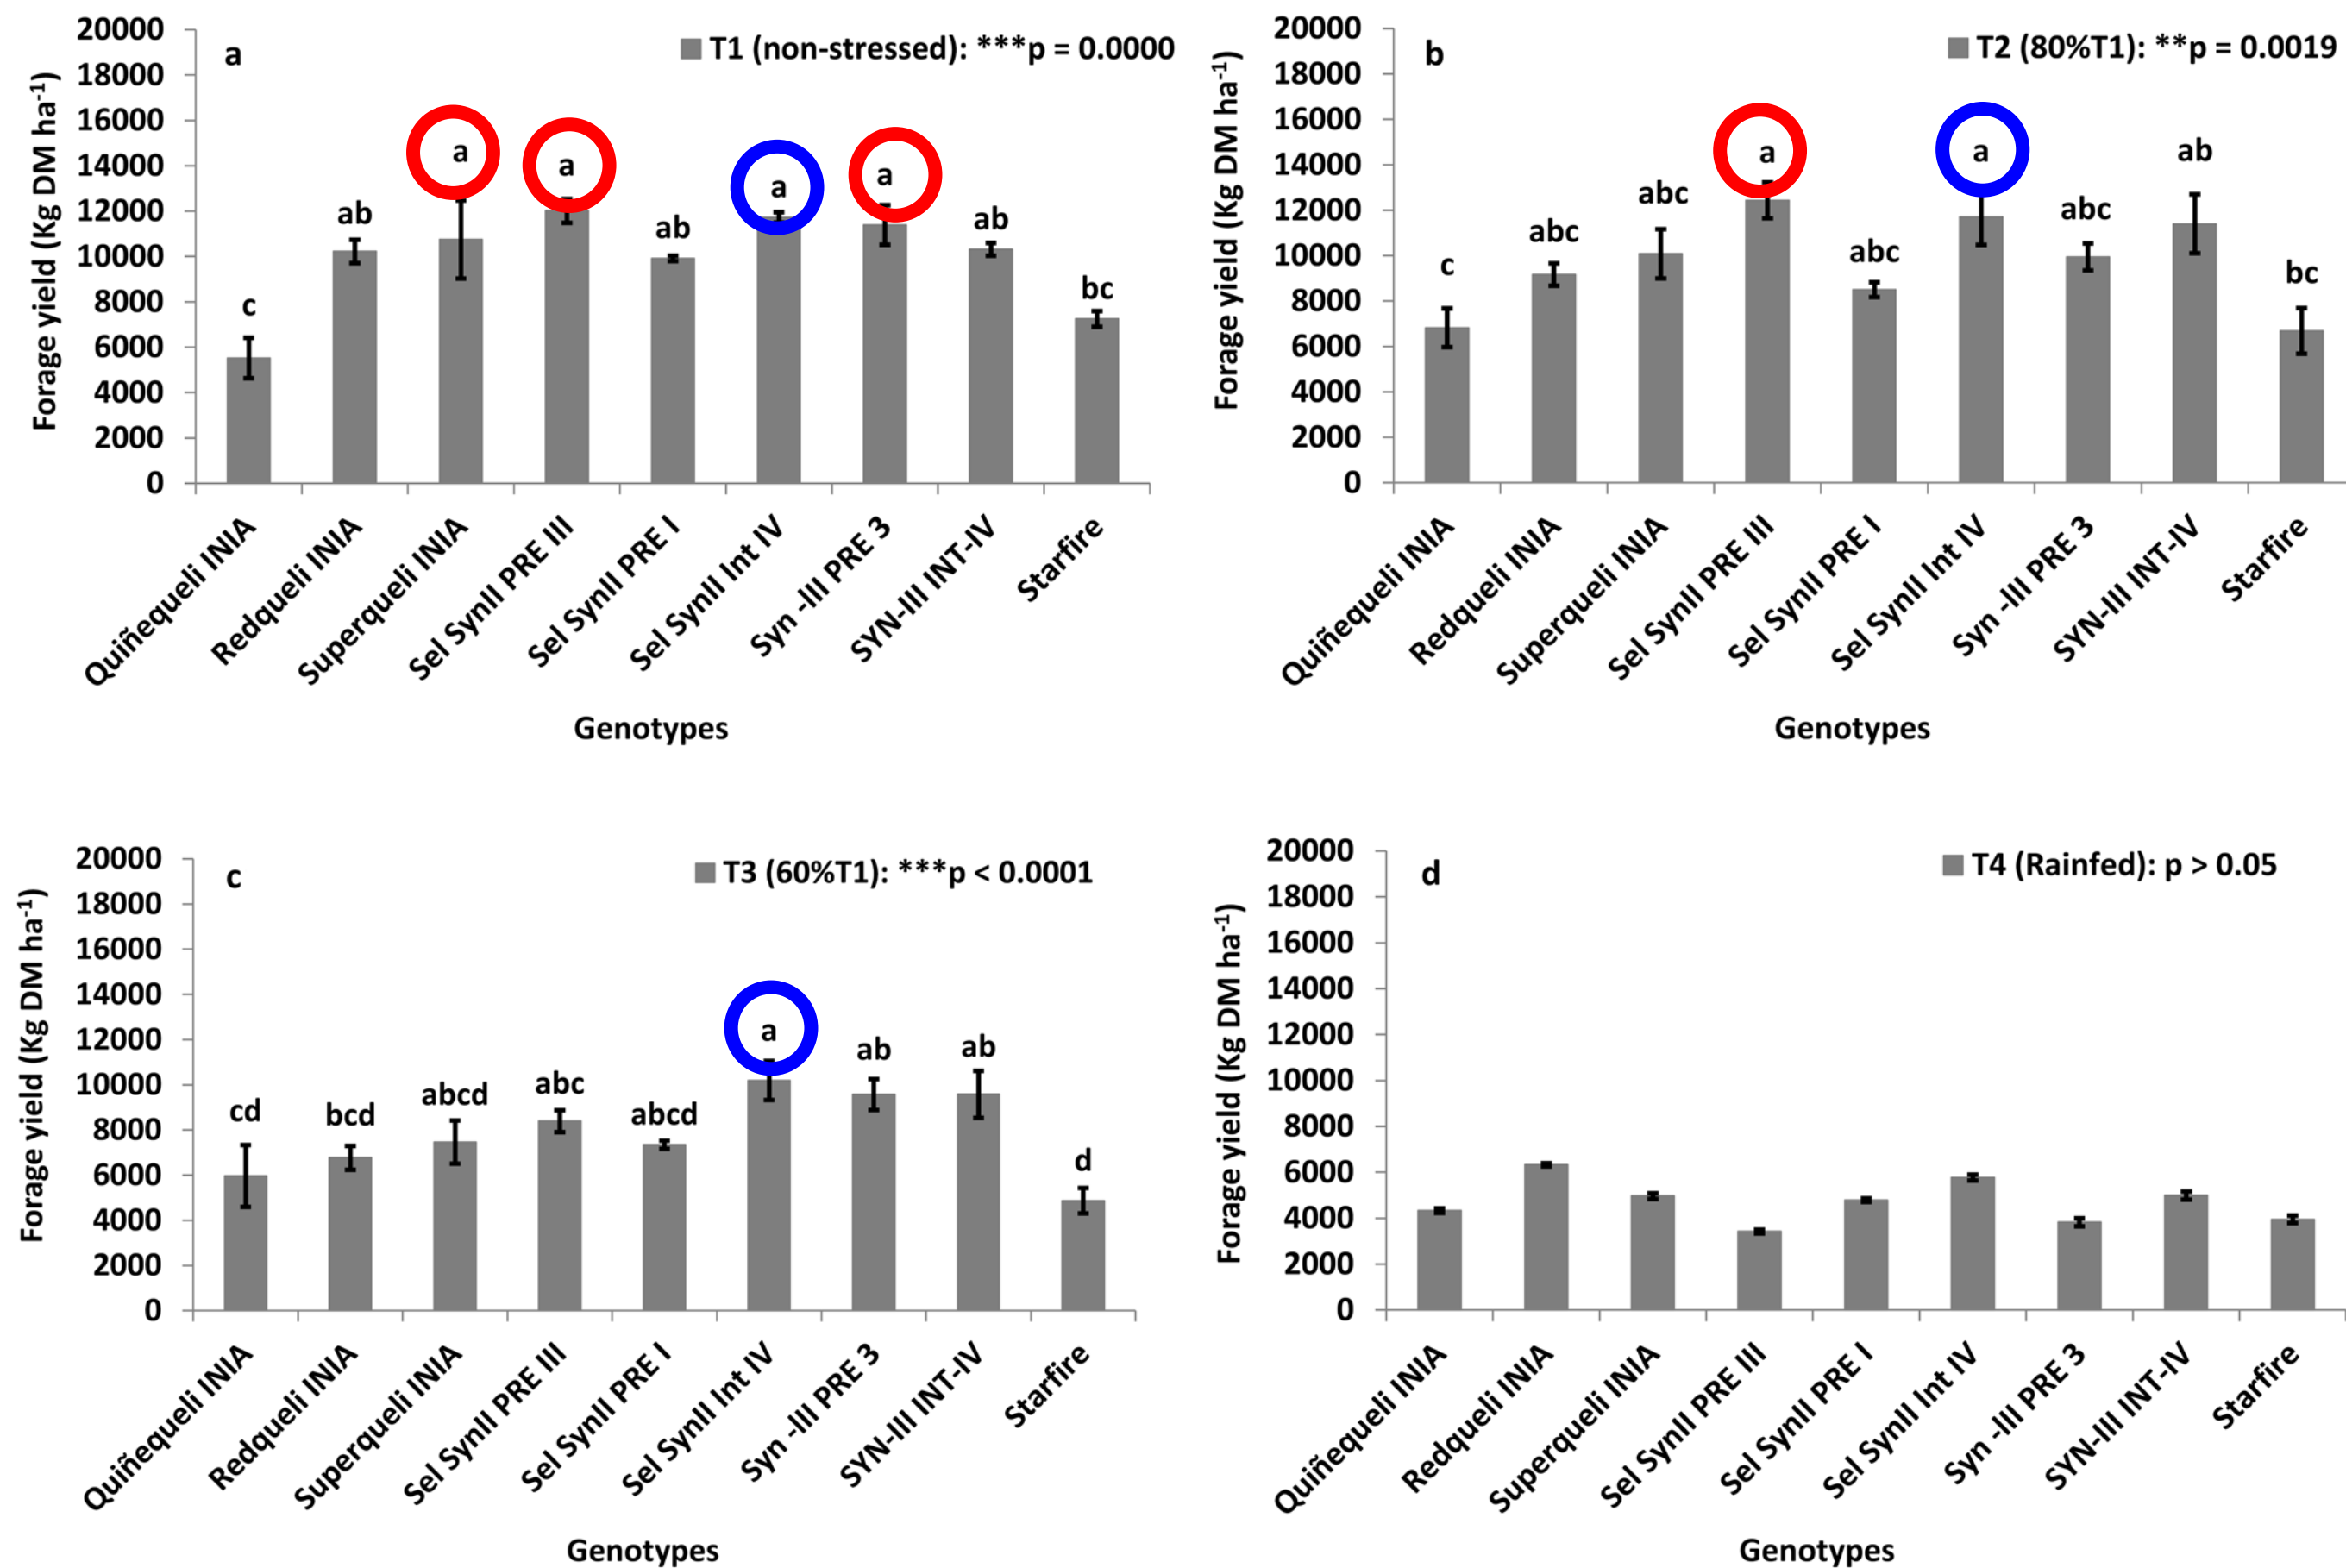 a
T1 (non-stressed): ***p = 0.0000
Forage yield (Kg DM ha-1)
20000
18000
16000
14000
12000
10000
8000
6000
4000
2000
0
c
ab
a
a
ab
a
a
ab
bc
Quiñequeli INIA
Redqueli INIA
Superqueli INIA
Sel SynII PRE III
Sel SynII PRE I
Sel SynII Int IV
Syn -III PRE 3
SYN-III INT-IV
Starfire
Genotypes
b
T2 (80%T1): **p = 0.0019
Forage yield (Kg DM ha-1)
20000
18000
16000
14000
12000
10000
8000
6000
4000
2000
0
c
abc
abc
a
abc
a
abc
ab
bc
Quiñequeli INIA
Redqueli INIA
Superqueli INIA
Sel SynII PRE III
Sel SynII PRE I
Sel SynII Int IV
Syn -III PRE 3
SYN-III INT-IV
Starfire
Genotypes
c
T3 (60%T1): ***p < 0.0001
Forage yield (Kg DM ha-1)
20000
18000
16000
14000
12000
10000
8000
6000
4000
2000
0
cd
bcd
abcd
abc
abcd
a
ab
ab
d
Quiñequeli INIA
Redqueli INIA
Superqueli INIA
Sel SynII PRE III
Sel SynII PRE I
Sel SynII Int IV
Syn -III PRE 3
SYN-III INT-IV
Starfire
Genotypes
d
T4 (Rainfed): p > 0.05
Forage yield (Kg DM ha-1)
20000
18000
16000
14000
12000
10000
8000
6000
4000
2000
0
Quiñequeli INIA
Redqueli INIA
Superqueli INIA
Sel SynII PRE III
Sel SynII PRE I
Sel SynII Int IV
Syn -III PRE 3
SYN-III INT-IV
Starfire
Genotypes